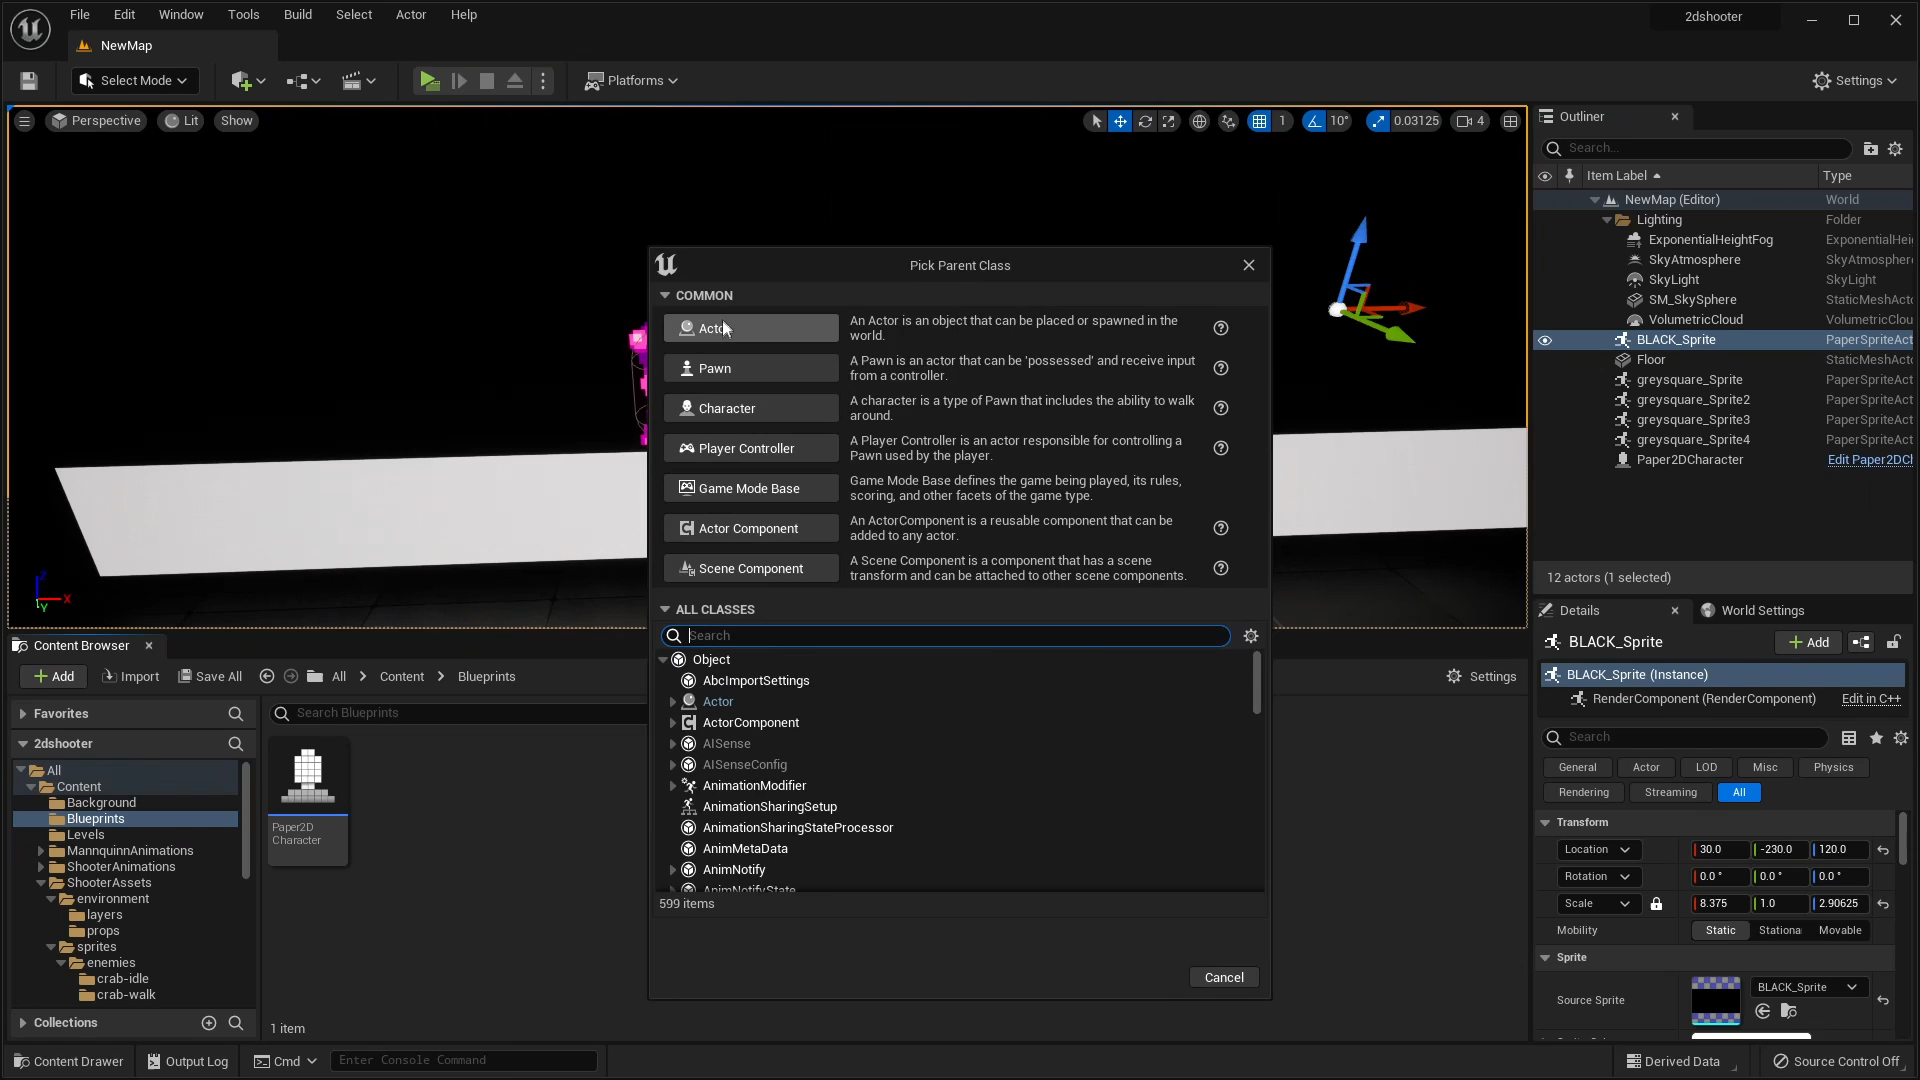 File Edit Window Tools Build Select Actor Help
2dshooter
NewMap
Select Mode
Platforms
Settings
Perspective Lit Show
1 10° 0.03125 4
Outliner
Search...
Item Label Type
NewMap (Editor) World
Lighting Folder
ExponentialHeightFog ExponentialHei
SkyAtmosphere SkyAtmosphere
SkyLight SkyLight
SM_SkySphere StaticMeshActo
VolumetricCloud VolumetricClou
BLACK_Sprite PaperSpriteAct
Floor StaticMeshActo
greysquare_Sprite PaperSpriteAct
greysquare_Sprite2 PaperSpriteAct
greysquare_Sprite3 PaperSpriteAct
greysquare_Sprite4 PaperSpriteAct
Paper2DCharacter Edit Paper2DCh
12 actors (1 selected)
Pick Parent Class
COMMON
Actor
An Actor is an object that can be placed or spawned in the
world.
Pawn
A Pawn is an actor that can be 'possessed' and receive input
from a controller.
Character
A character is a type of Pawn that includes the ability to walk
around.
Player Controller
A Player Controller is an actor responsible for controlling a
Pawn used by the player.
Game Mode Base
Game Mode Base defines the game being played, its rules,
scoring, and other facets of the game type.
Actor Component
An ActorComponent is a reusable component that can be
added to any actor.
Scene Component
A Scene Component is a component that has a scene
transform and can be attached to other scene components.
ALL CLASSES
Search
Object
AbcImportSettings
Actor
ActorComponent
AISense
AISenseConfig
AnimationModifier
AnimationSharingSetup
AnimationSharingStateProcessor
AnimMetaData
AnimNotify
AnimNotifyState
599 items
Cancel
X
Y
Z
Content Browser
Add Import Save All All Content Blueprints
Settings
Favorites
2dshooter
All
Content
Background
Blueprints
Levels
MannquinnAnimations
ShooterAnimations
ShooterAssets
environment
layers
props
sprites
enemies
crab-idle
crab-walk
Collections
Search Blueprints
Paper2D
Character
1 item
Details World Settings
BLACK_Sprite Add
BLACK_Sprite (Instance)
RenderComponent (RenderComponent) Edit in C++
Search
General Actor LOD Misc Physics
Rendering Streaming All
Transform
Location 30.0 -230.0 120.0
Rotation 0.0 ° 0.0 ° 0.0 °
Scale 8.375 1.0 2.90625
Mobility Static Stationa Movable
Sprite
Source Sprite BLACK_Sprite
Content Drawer Output Log Cmd Enter Console Command
Derived Data Source Control Off